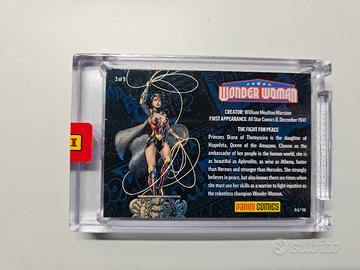 3 of 9
WONDER WOMAN
CREATOR: William Moulton Marston
FIRST APPEARANCE: All Star Comics 8, December 1941
THE FIGHT FOR PEACE
Princess Diana of Themyscira is the daughter of
Hippolyta, Queen of the Amazons. Chosen as the
ambassador of her people in the human world, she is
as beautiful as Aphrodite, as wise as Athena, faster
than Hermes and stronger than Hercules. She strongly
believes in peace, but also knows there are times when
she must use her skills as a warrior to fight injustice as
the relentless champion Wonder Woman.
PANINI COMICS
subito